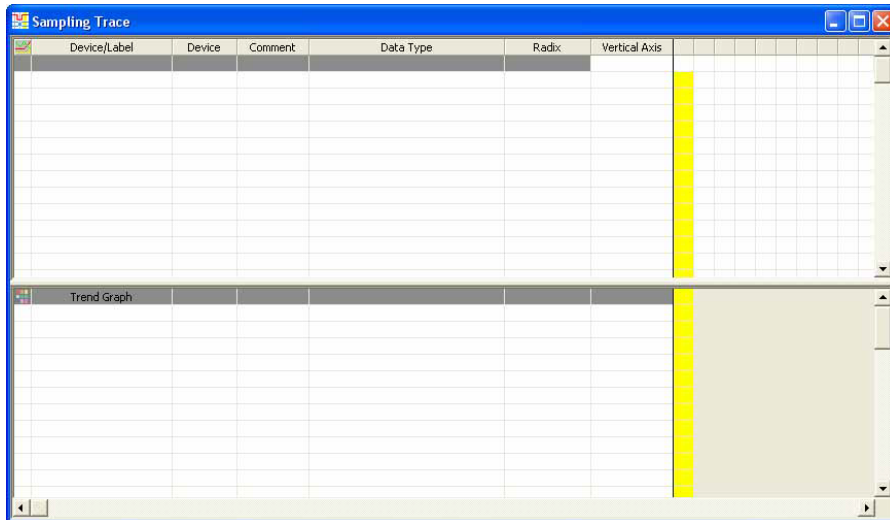 Sampling Trace
Device/Label Device Comment Data Type Radix Vertical Axis
Trend Graph